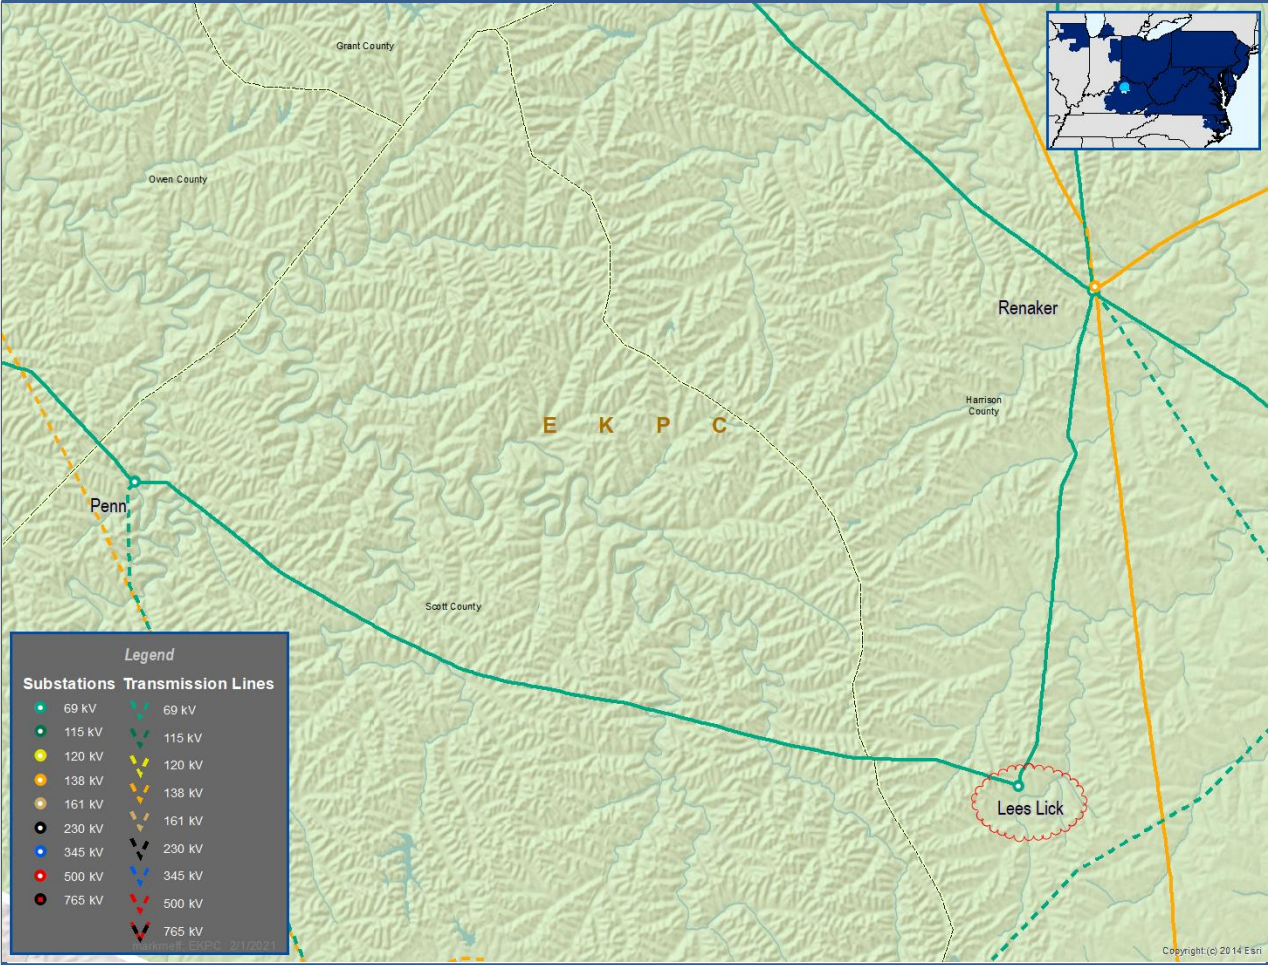 Grant County
Owen County
Renaker
Harrison
County
E K P C
Penn
Scott County
Lees Lick
Legend
Substations Transmission Lines
69 kV 69 kV
115 kV 115 kV
120 kV 120 kV
138 kV 138 kV
161 kV 161 kV
230 kV 230 kV
345 kV 345 kV
500 kV 500 kV
765 kV 765 kV
markmeff, EKPC 2/1/2021
Copyright:(c) 2014 Esri